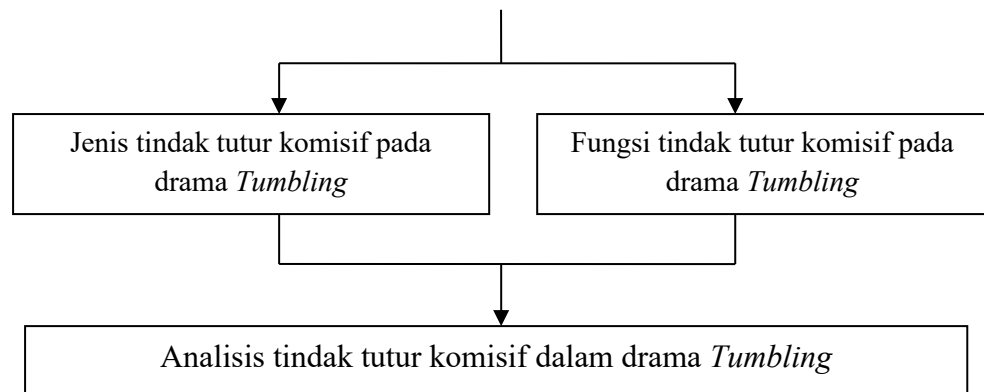 Jenis tindak tutur komisif pada
drama Tumbling
Fungsi tindak tutur komisif pada
drama Tumbling
Analisis tindak tutur komisif dalam drama Tumbling